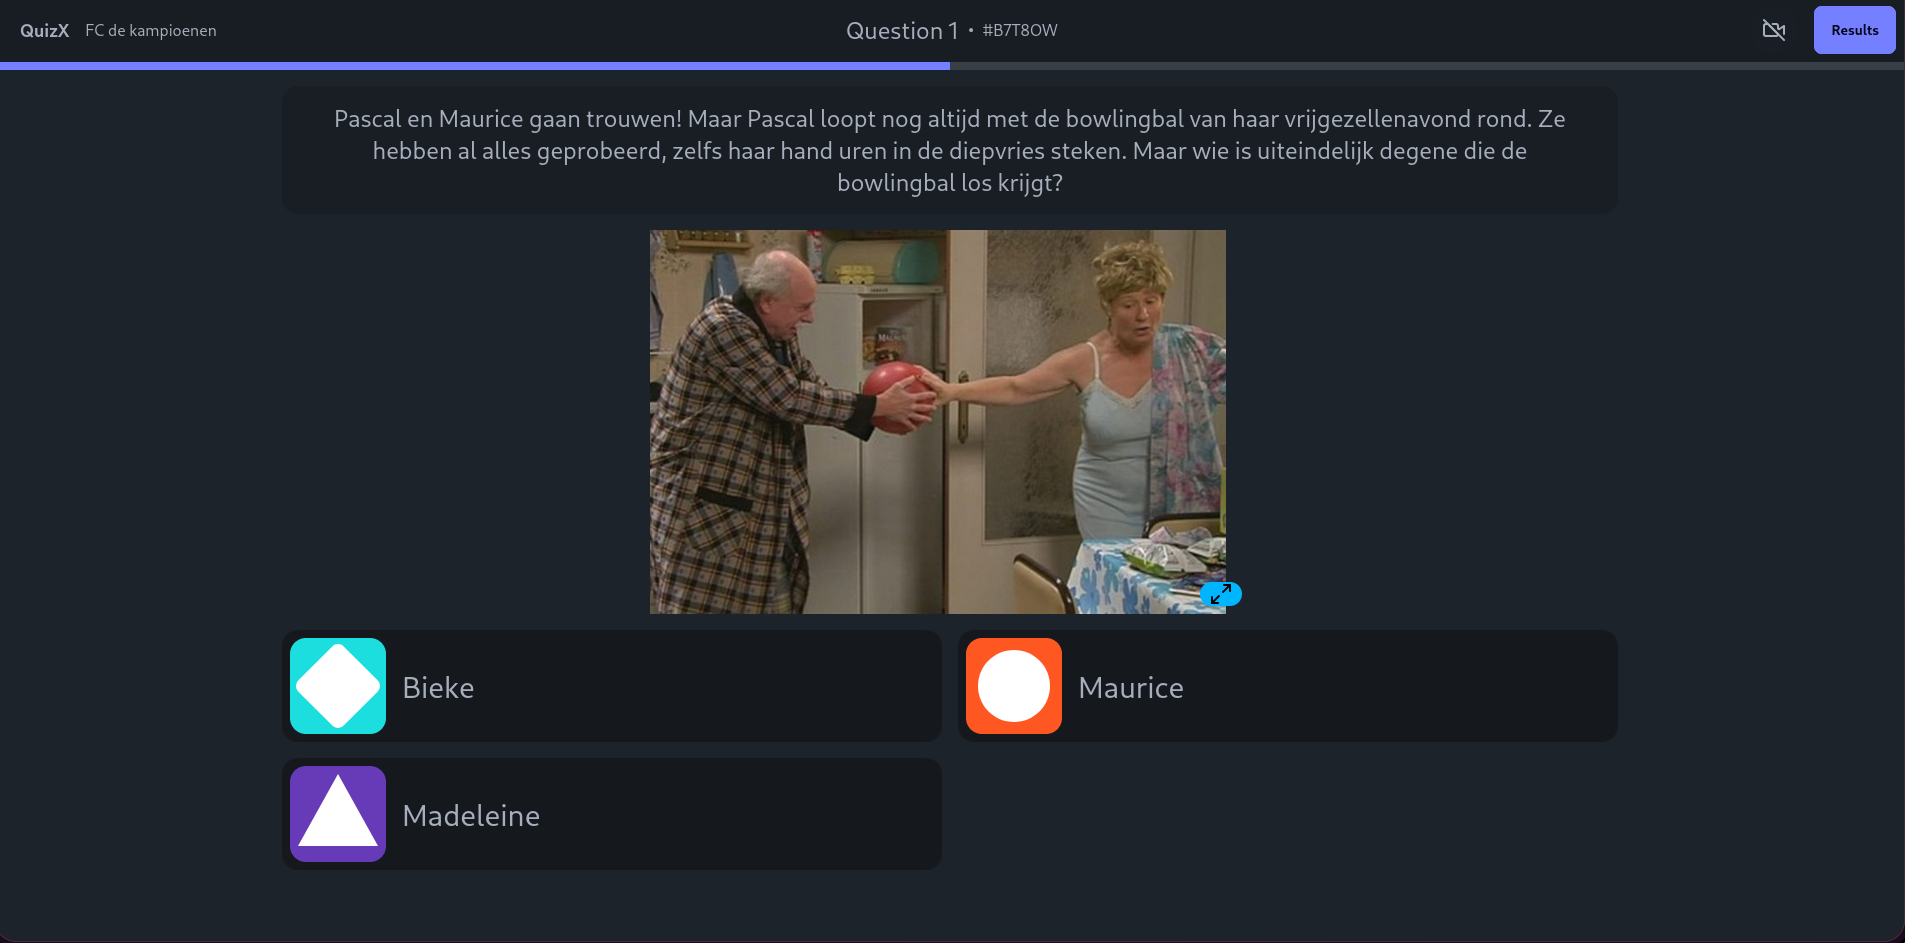 QuizX FC de kampioenen
Question 1 • #B7T8OW
Results
Pascal en Maurice gaan trouwen! Maar Pascal loopt nog altijd met de bowlingbal van haar vrijgezellenavond rond. Ze
hebben al alles geprobeerd, zelfs haar hand uren in de diepvries steken. Maar wie is uiteindelijk degene die de
bowlingbal los krijgt?
Bieke
Maurice
Madeleine